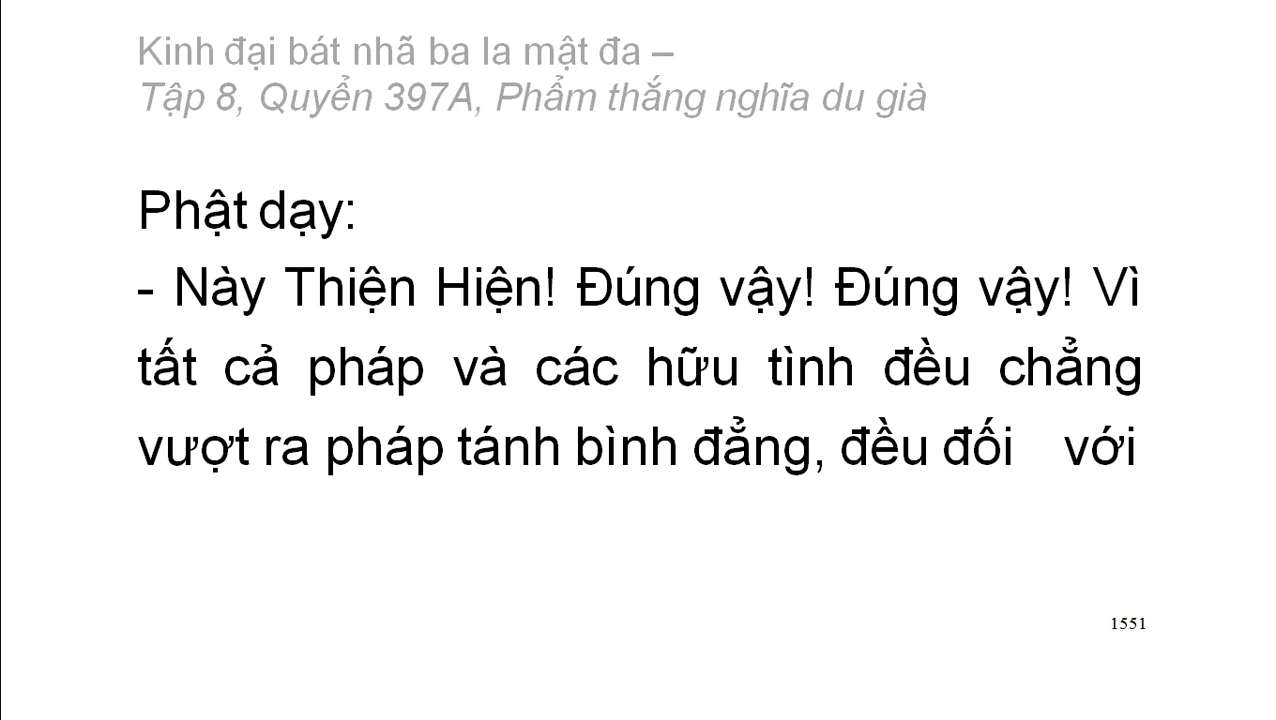 Kinh đại bát nhã ba la mật đa –
Tập 8, Quyển 397A, Phẩm thắng nghĩa du già
Phật dạy:
- Này Thiện Hiện! Đúng vậy! Đúng vậy! Vì
tất cả pháp và các hữu tình đều chẳng
vượt ra pháp tánh bình đẳng, đều đối với
1551